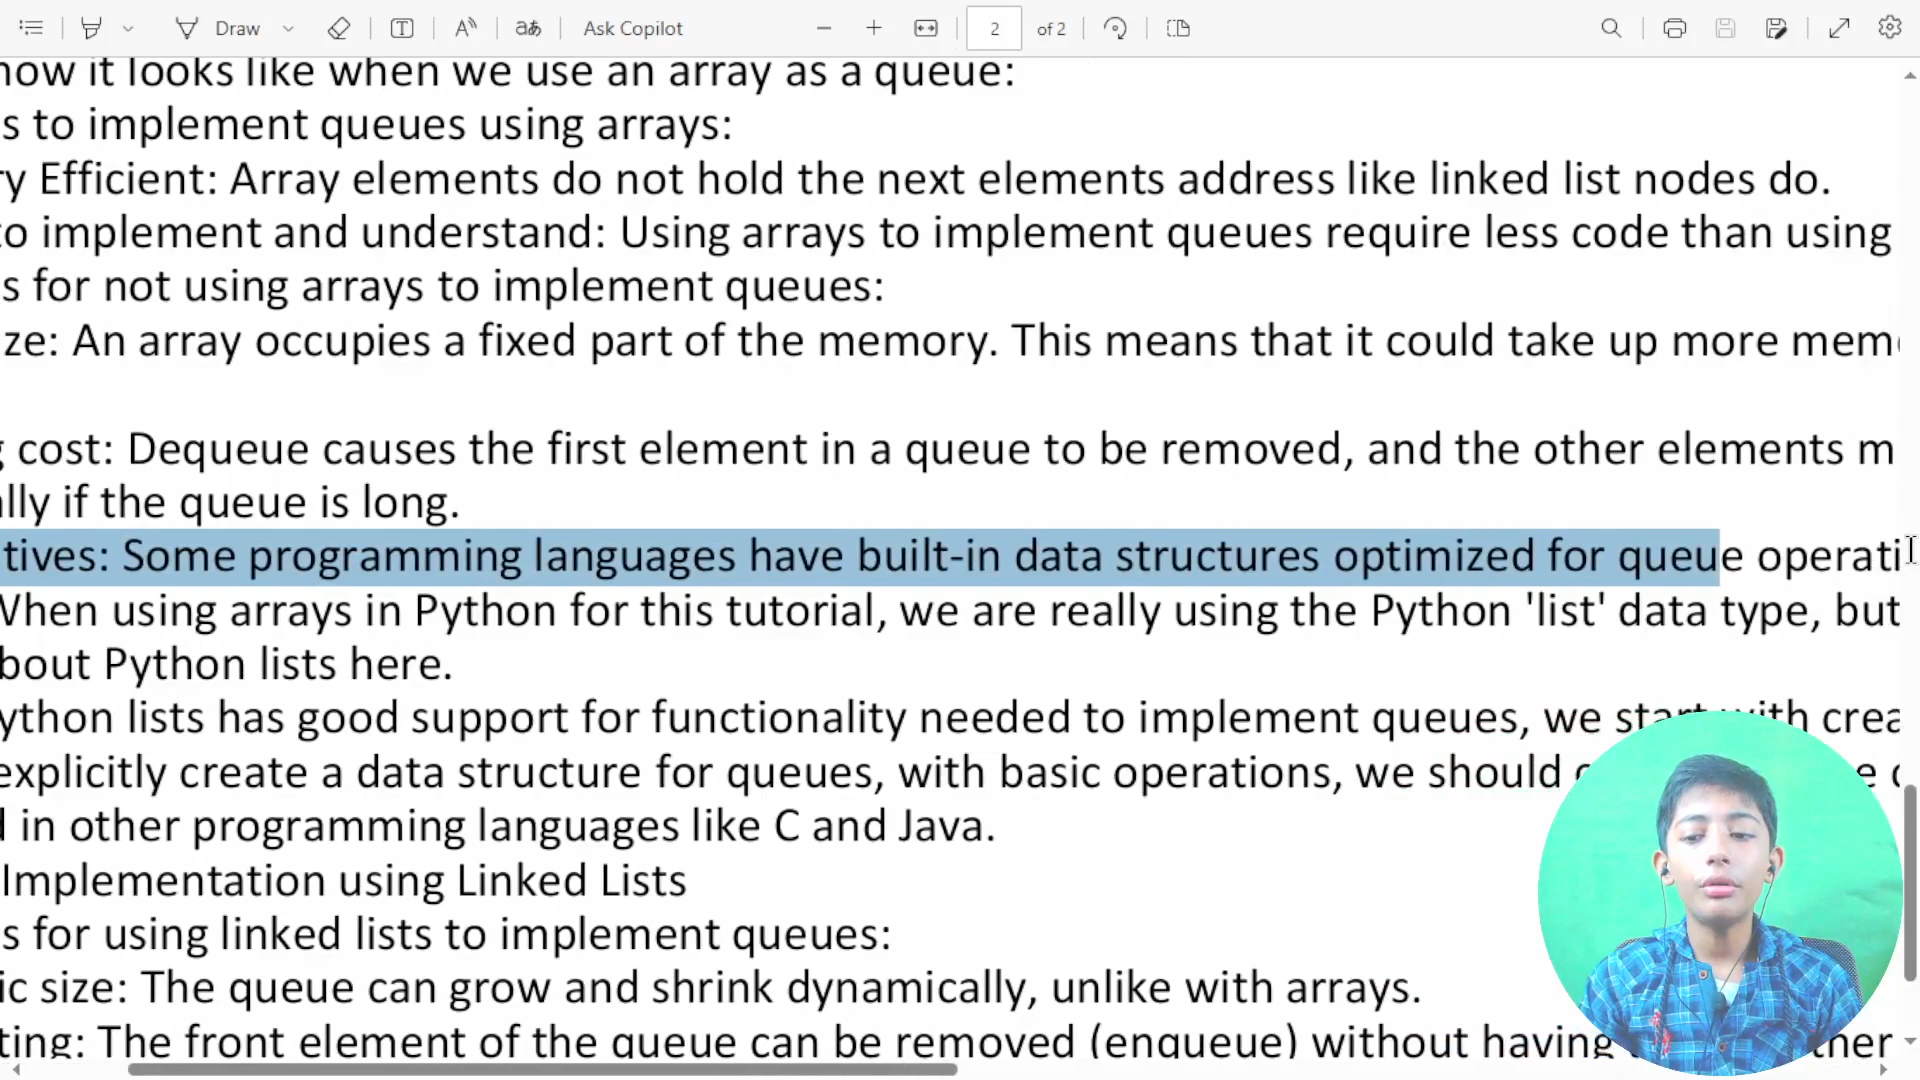 Draw
Ask Copilot
2 of 2
how it looks like when we use an array as a queue:
s to implement queues using arrays:
ry Efficient: Array elements do not hold the next elements address like linked list nodes do.
to implement and understand: Using arrays to implement queues require less code than using
s for not using arrays to implement queues:
ze: An array occupies a fixed part of the memory. This means that it could take up more mem
g cost: Dequeue causes the first element in a queue to be removed, and the other elements m
ally if the queue is long.
tives: Some programming languages have built-in data structures optimized for queue operati
When using arrays in Python for this tutorial, we are really using the Python 'list' data type, but
bout Python lists here.
ython lists has good support for functionality needed to implement queues, we start with crea
explicitly create a data structure for queues, with basic operations, we should
d in other programming languages like C and Java.
Implementation using Linked Lists
s for using linked lists to implement queues:
ic size: The queue can grow and shrink dynamically, unlike with arrays.
ting: The front element of the queue can be removed (enqueue) without having